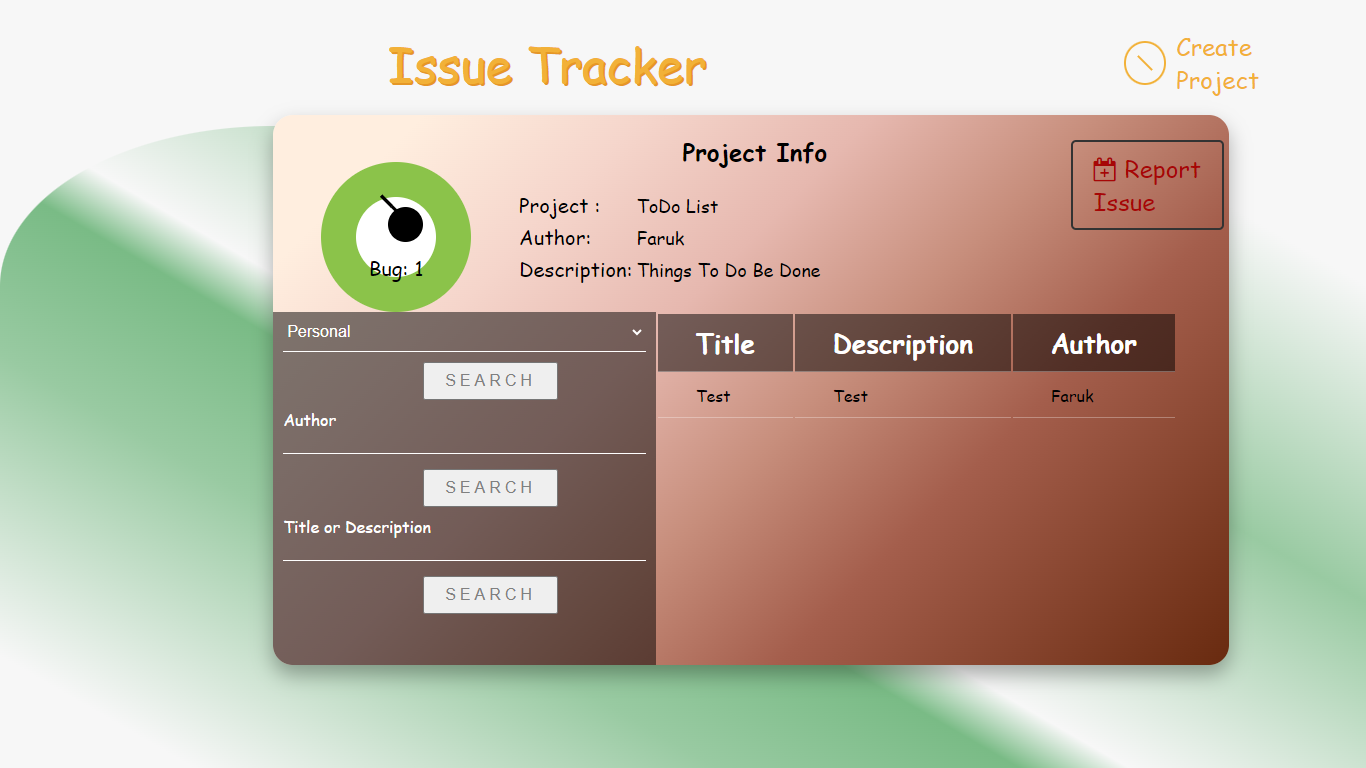 Issue Tracker
Create
Project
Project Info
Report
Issue
Project : ToDo List
Author: Faruk
Description: Things To Do Be Done
Bug: 1
Personal
SEARCH
Author
SEARCH
Title or Description
SEARCH
Title Description Author
Test Test Faruk